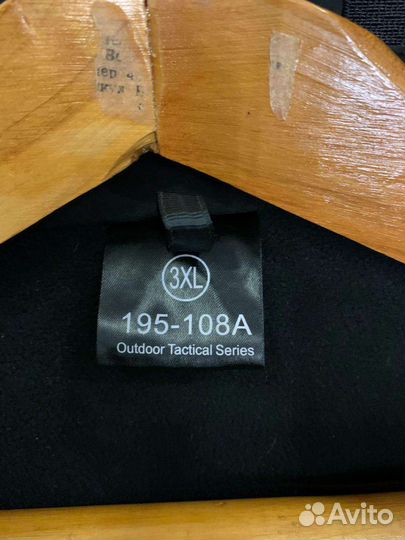 3XL
195-108A
Outdoor Tactical Series
Avito